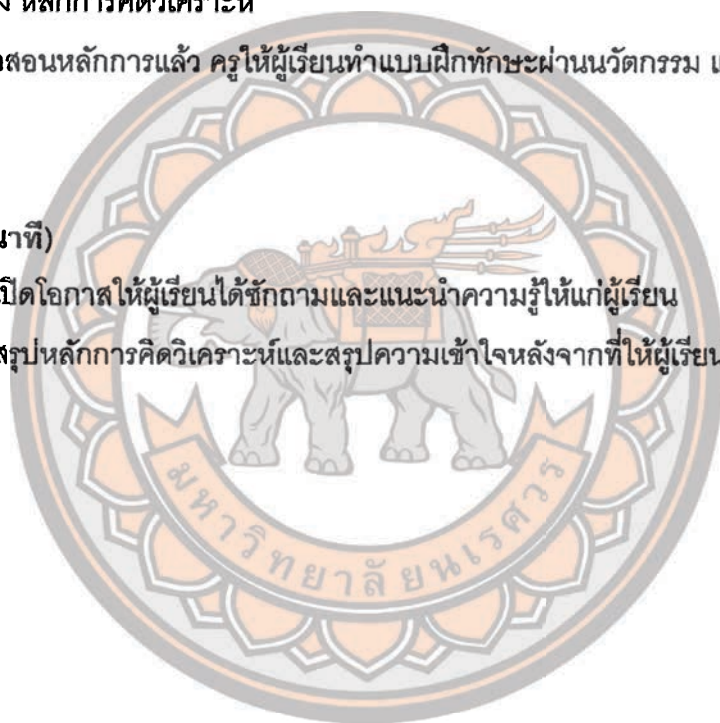 หลักการคิดวิเคราะห์
สอนหลักการแล้ว ครูให้ผู้เรียนทำแบบฝึกทักษะผ่านนวัตกรรม
นาที)
เปิดโอกาสให้ผู้เรียนได้ซักถามและแนะนำความรู้ให้แก่ผู้เรียน
สรุปหลักการคิดวิเคราะห์และสรุปความเข้าใจหลังจากที่ให้ผู้เรียน
มหาวิทยาลัยนเรศวร